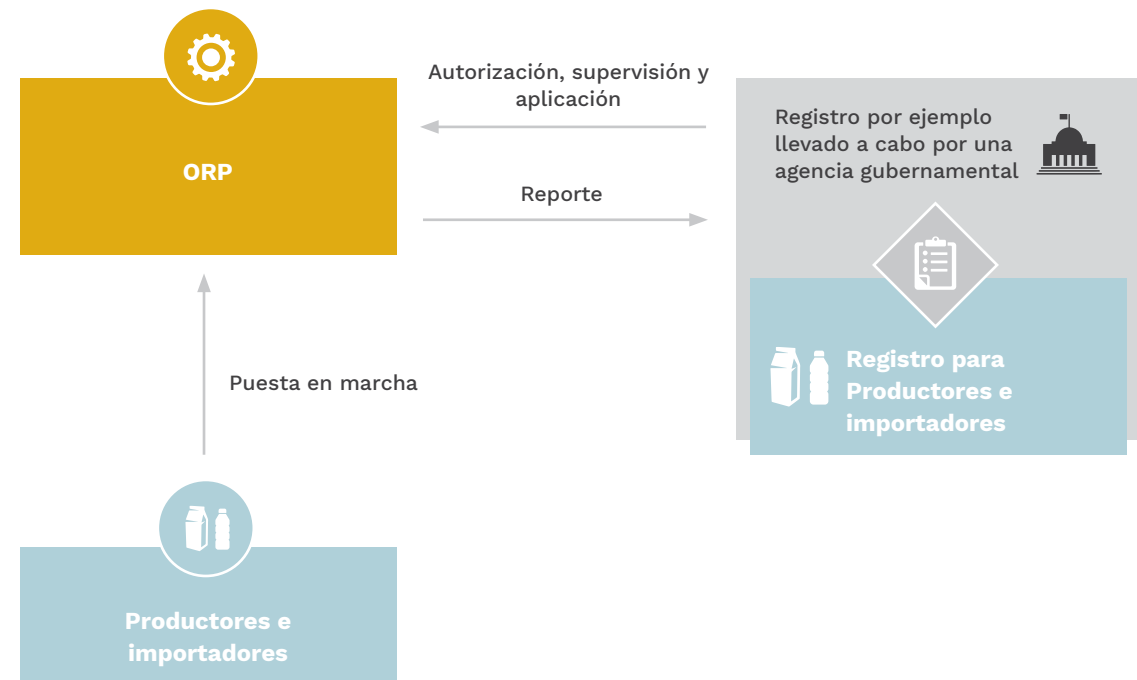 Autorización, supervisión y
aplicación
ORP
Reporte
Registro por ejemplo
llevado a cabo por una
agencia gubernamental
Registro para
Productores e
importadores
Puesta en marcha
Productores e
importadores